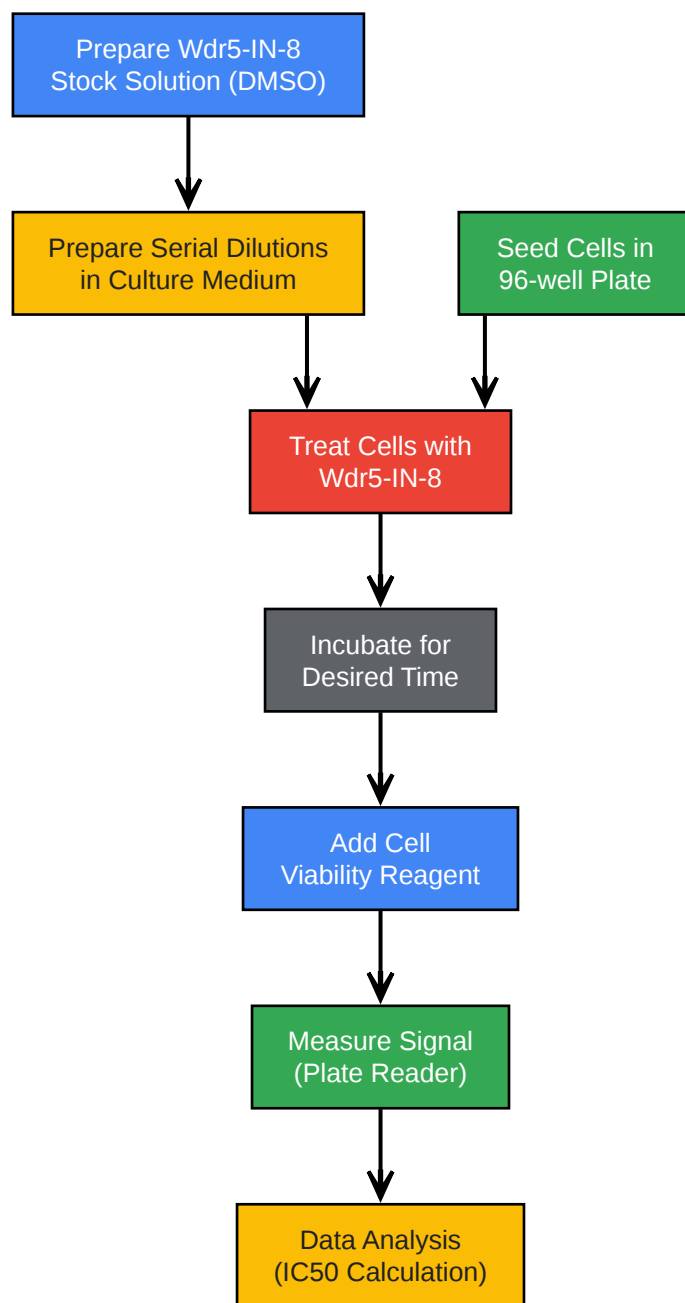 Prepare Wdr5-IN-8
Stock Solution (DMSO)
Prepare Serial Dilutions
in Culture Medium
Seed Cells in
96-well Plate
Treat Cells with
Wdr5-IN-8
Incubate for
Desired Time
Add Cell
Viability Reagent
Measure Signal
(Plate Reader)
Data Analysis
(IC50 Calculation)